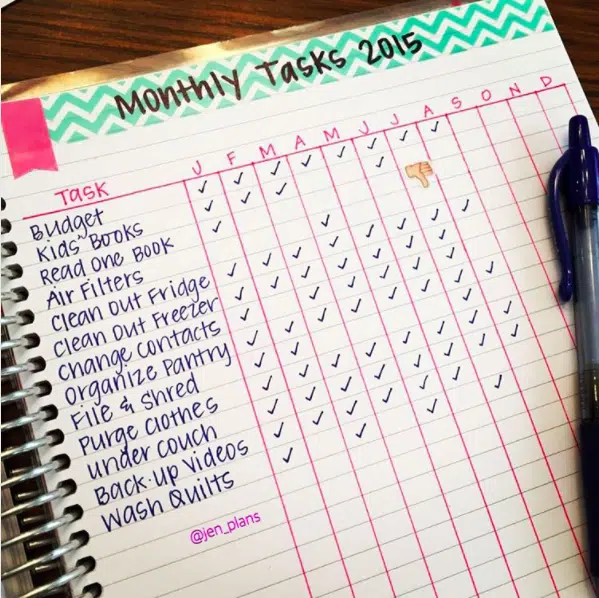 Monthly Tasks 2015
Task J F M A M J J A S O N D
Budget
Kids' Books
Read One Book
Air Filters
Clean Out Fridge
Clean Out Freezer
Change Contacts
Organize Pantry
File & Shred
Purge Clothes
Under Couch
Back-Up Videos
Wash Quilts
@jen_plans